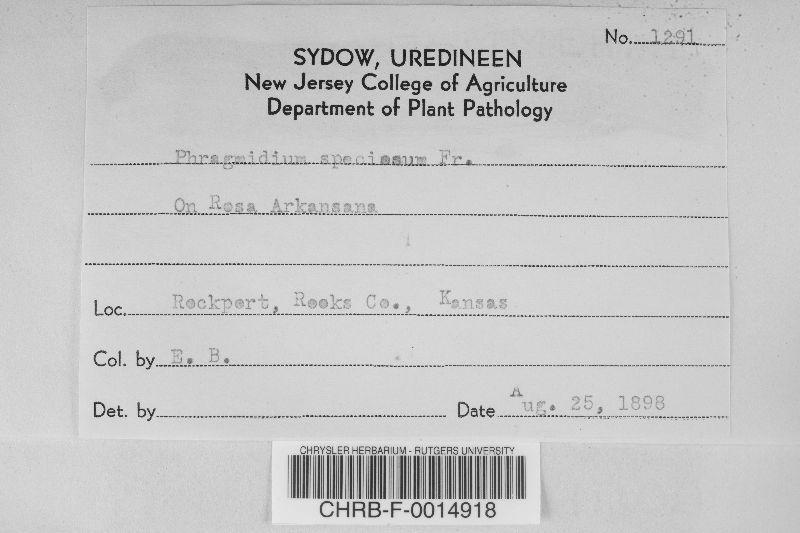 No. 1291
SYDOW, UREDINEEN
New Jersey College of Agriculture
Department of Plant Pathology
Phragmidium speciosum Fr.
On Rosa Arkansana
Loc. Rockport, Rooks Co., Kansas
Col. by E. B.
Det. by
Date Aug. 25, 1898
CHRYSLER HERBARIUM - RUTGERS UNIVERSITY
CHRB-F-0014918